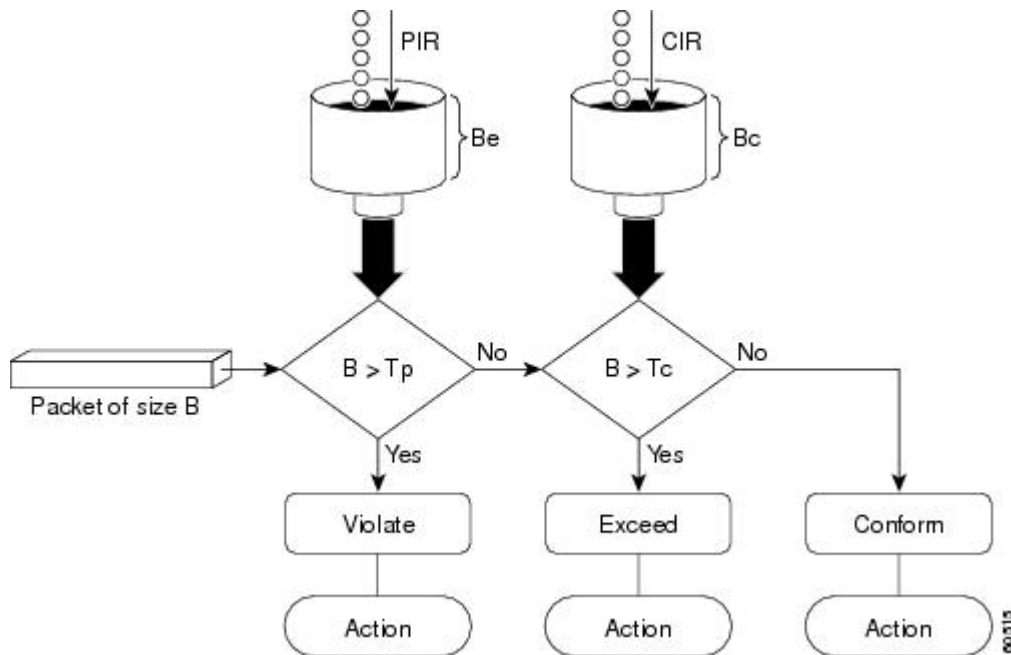 PIR
CIR
Be
Bc
Packet of size B
B > Tp
No
B > Tc
No
Yes
Yes
Violate
Exceed
Conform
Action
Action
Action
60515